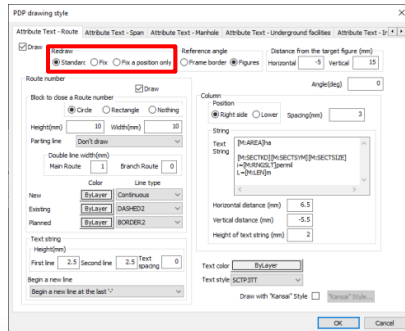 PDP drawing style
Attribute Text - Route Attribute Text - Span Attribute Text - Manhole Attribute Text - Underground facilities Attribute Text - Ir
Draw
Redraw
Standarc Fix Fix a position only
Reference angle
Frame border Figures
Distance from the target figure (mm)
Horizontal -5 Vertical 15
Route number
Draw
Angle(deg) 0
Block to close a Route number
Circle Rectangle Nothing
Height(mm) 10 Width(mm) 10
Parting line Don't draw
Double line width(mm)
Main Route 1 Branch Route 0
Color Line type
New ByLayer Continuous
Existing ByLayer DASHED2
Planned ByLayer BORDER2
Text string
Height(mm)
First line 2.5 Second line 2.5 Text spacing 0
Begin a new line
Begin a new line at the last '-'
Column
Position
Right side Lower Spacing(mm) 3
String
Text String
[M:AREA]ha
[M:SECTKD][M:SECTSYM][M:SECTSIZE]
i=[M:RNGSLT]permil
L=[M:LEN]m
Horizontal distance (mm) 6.5
Vertical distance (mm) -5.5
Height of text string (mm) 2
Text color ByLayer
Text style SCTP3TT
Draw with "Kansai" Style "Kansai" Style...
OK Cancel